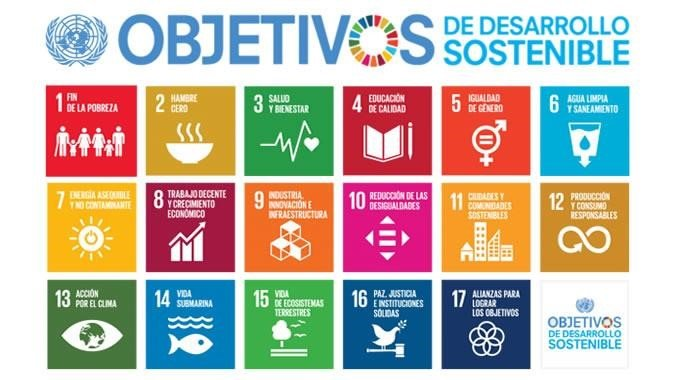 OBJETIVOS
DE DESARROLLO
SOSTENIBLE
1 FIN
DE LA POBREZA
2 HAMBRE
CERO
3 SALUD
Y BIENESTAR
4 EDUCACIÓN
DE CALIDAD
5 IGUALDAD
DE GÉNERO
6 AGUA LIMPIA
Y SANEAMIENTO
7 ENERGÍA ASEQUIBLE
Y NO CONTAMINANTE
8 TRABAJO DECENTE
Y CRECIMIENTO
ECONÓMICO
9 INDUSTRIA,
INNOVACIÓN E
INFRAESTRUCTURA
10 REDUCCIÓN DE LAS
DESIGUALDADES
11 CIUDADES Y
COMUNIDADES
SOSTENIBLES
12 PRODUCCIÓN
Y CONSUMO
RESPONSABLES
13 ACCIÓN
POR EL CLIMA
14 VIDA
SUBMARINA
15 VIDA
DE ECOSISTEMAS
TERRESTRES
16 PAZ, JUSTICIA
E INSTITUCIONES
SÓLIDAS
17 ALIANZAS PARA
LOGRAR
LOS OBJETIVOS
OBJETIVOS
DE DESARROLLO
SOSTENIBLE